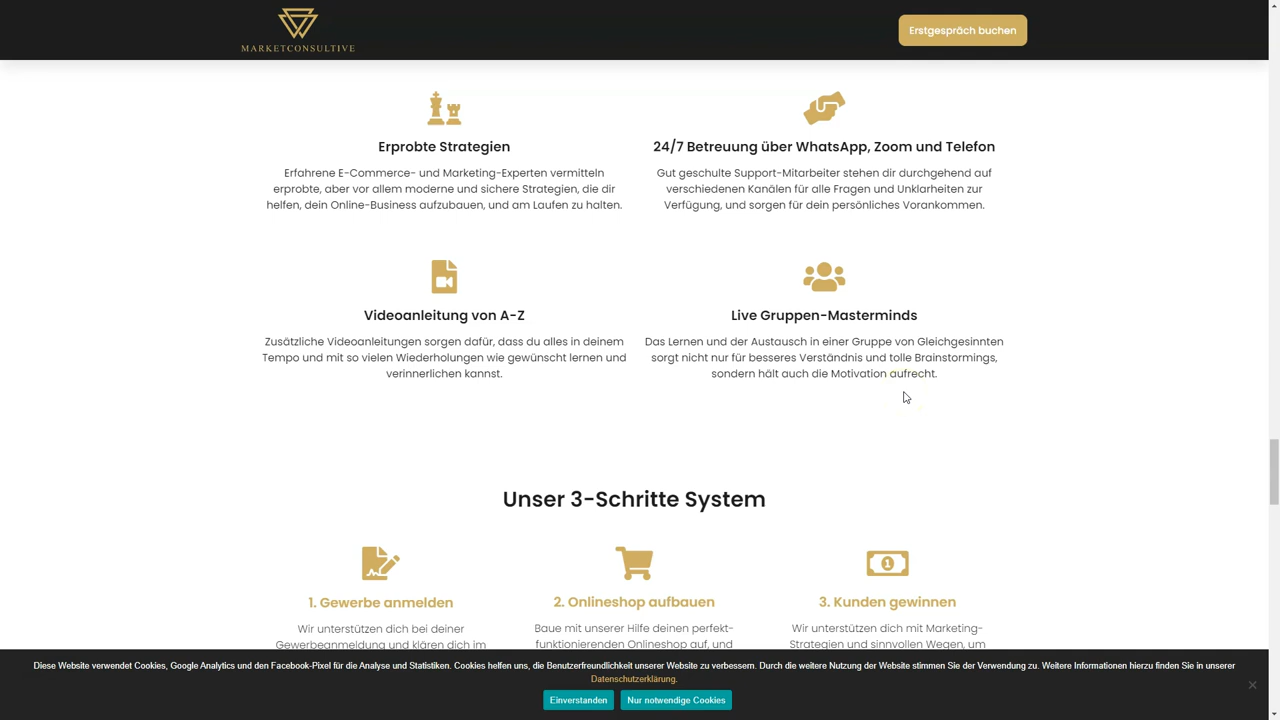 MARKETCONSULTIVE
Erstgespräch buchen
Erprobte Strategien
Erfahrene E-Commerce- und Marketing-Experten vermitteln
erprobte, aber vor allem moderne und sichere Strategien, die dir
helfen, dein Online-Business aufzubauen, und am Laufen zu halten.
24/7 Betreuung über WhatsApp, Zoom und Telefon
Gut geschulte Support-Mitarbeiter stehen dir durchgehend auf
verschiedenen Kanälen für alle Fragen und Unklarheiten zur
Verfügung, und sorgen für dein persönliches Vorankommen.
Videoanleitung von A-Z
Zusätzliche Videoanleitungen sorgen dafür, dass du alles in deinem
Tempo und mit so vielen Wiederholungen wie gewünscht lernen und
verinnerlichen kannst.
Live Gruppen-Masterminds
Das Lernen und der Austausch in einer Gruppe von Gleichgesinnten
sorgt nicht nur für besseres Verständnis und tolle Brainstormings,
sondern hält auch die Motivation aufrecht.
Unser 3-Schritte System
1. Gewerbe anmelden
Wir unterstützen dich bei deiner
Gewerbeanmeldung und klären dich im
2. Onlineshop aufbauen
Baue mit unserer Hilfe deinen perfekt-
funktionierenden Onlineshop auf, und
1
3. Kunden gewinnen
Wir unterstützen dich mit Marketing-
Strategien und sinnvollen Wegen, um
Diese Website verwendet Cookies, Google Analytics und den Facebook-Pixel für die Analyse und Statistiken. Cookies helfen uns, die Benutzerfreundlichkeit unserer Website zu verbessern. Durch die weitere Nutzung der Website stimmen Sie der Verwendung zu. Weitere Informationen hierzu finden Sie in unserer
Datenschutzerklärung.
Einverstanden
Nur notwendige Cookies